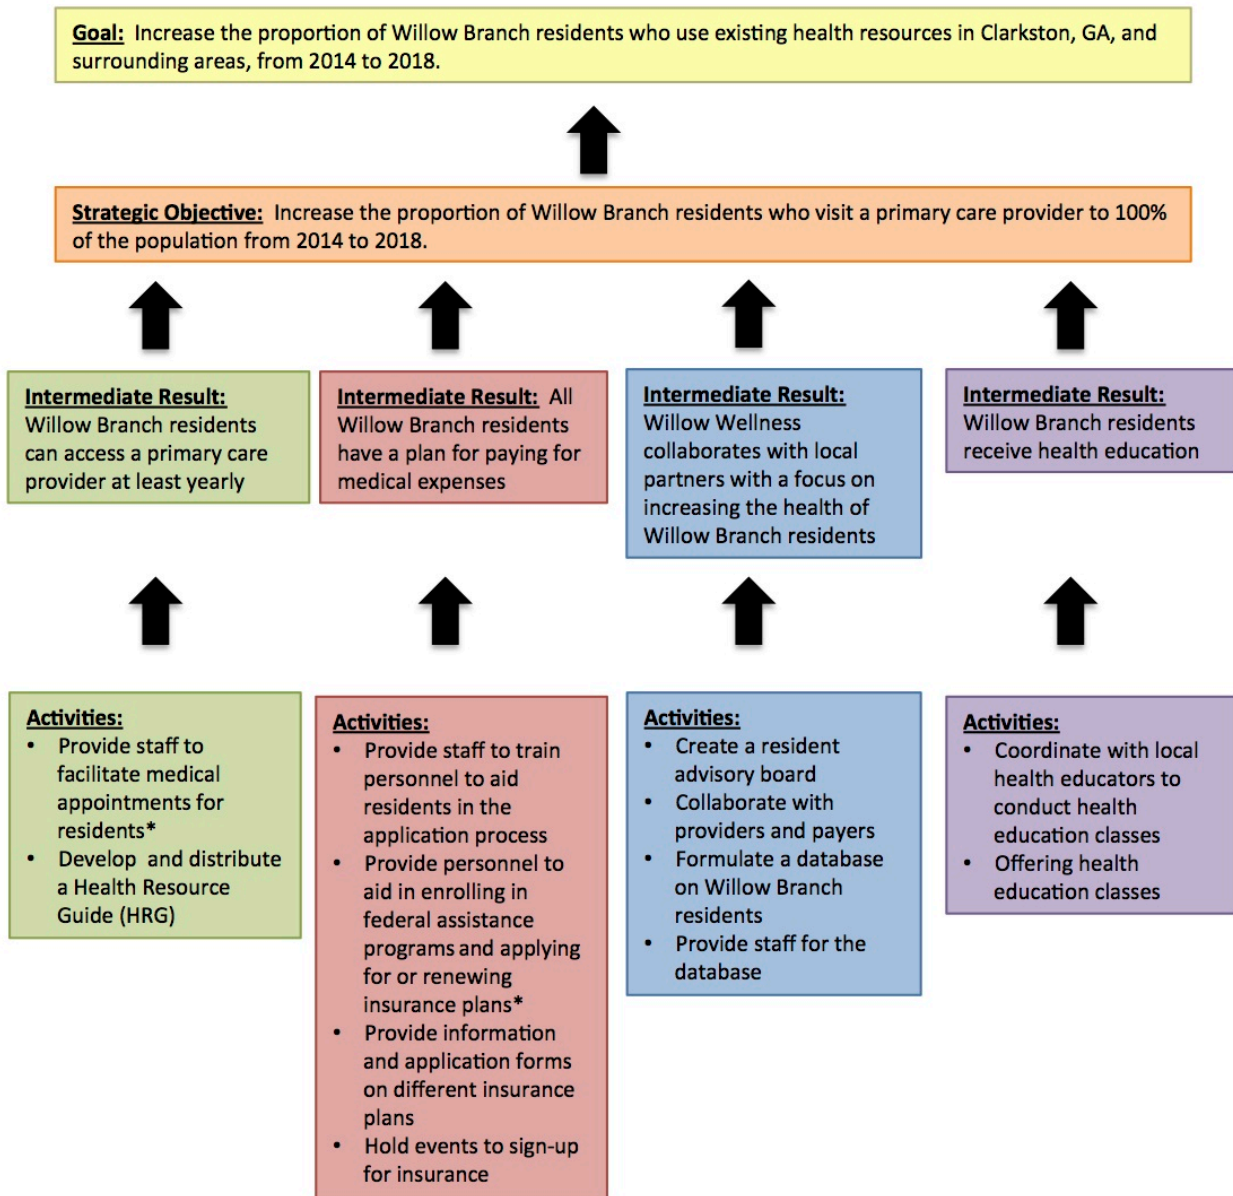 Goal: Increase the proportion of Willow Branch residents who use existing health resources in Clarkston, GA, and
surrounding areas, from 2014 to 2018.
Strategic Objective: Increase the proportion of Willow Branch residents who visit a primary care provider to 100%
of the population from 2014 to 2018.
Intermediate Result:
Willow Branch residents
can access a primary care
provider at least yearly
Intermediate Result: All
Willow Branch residents
have a plan for paying for
medical expenses
Intermediate Result:
Willow Wellness
collaborates with local
partners with a focus on
increasing the health of
Willow Branch residents
Intermediate Result:
Willow Branch residents
receive health education
Activities:
• Provide staff to
facilitate medical
appointments for
residents*
• Develop and distribute
a Health Resource
Guide (HRG)
Activities:
• Provide staff to train
personnel to aid
residents in the
application process
• Provide personnel to
aid in enrolling in
federal assistance
programs and applying
for or renewing
insurance plans*
• Provide information
and application forms
on different insurance
plans
• Hold events to sign-up
for insurance
Activities:
• Create a resident
advisory board
• Collaborate with
providers and payers
• Formulate a database
on Willow Branch
residents
• Provide staff for the
database
Activities:
• Coordinate with local
health educators to
conduct health
education classes
• Offering health
education classes